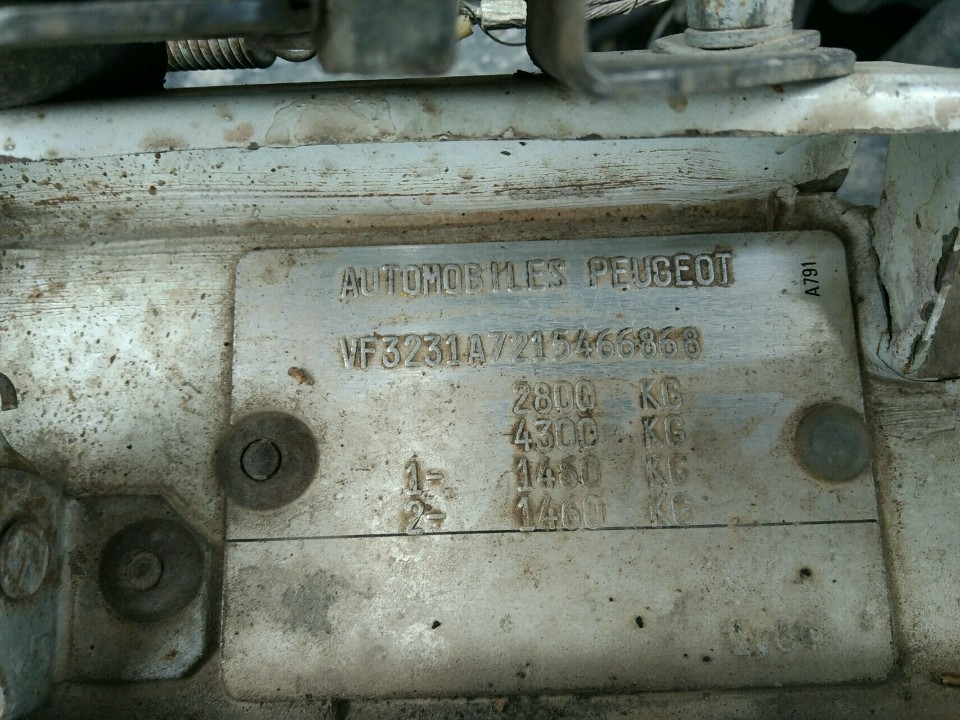 AUTOMOBILES PEUGEOT
A791
VF3231A7215466868
2800 KG
4300 KG
1- 1460 KG
2- 1460 KG